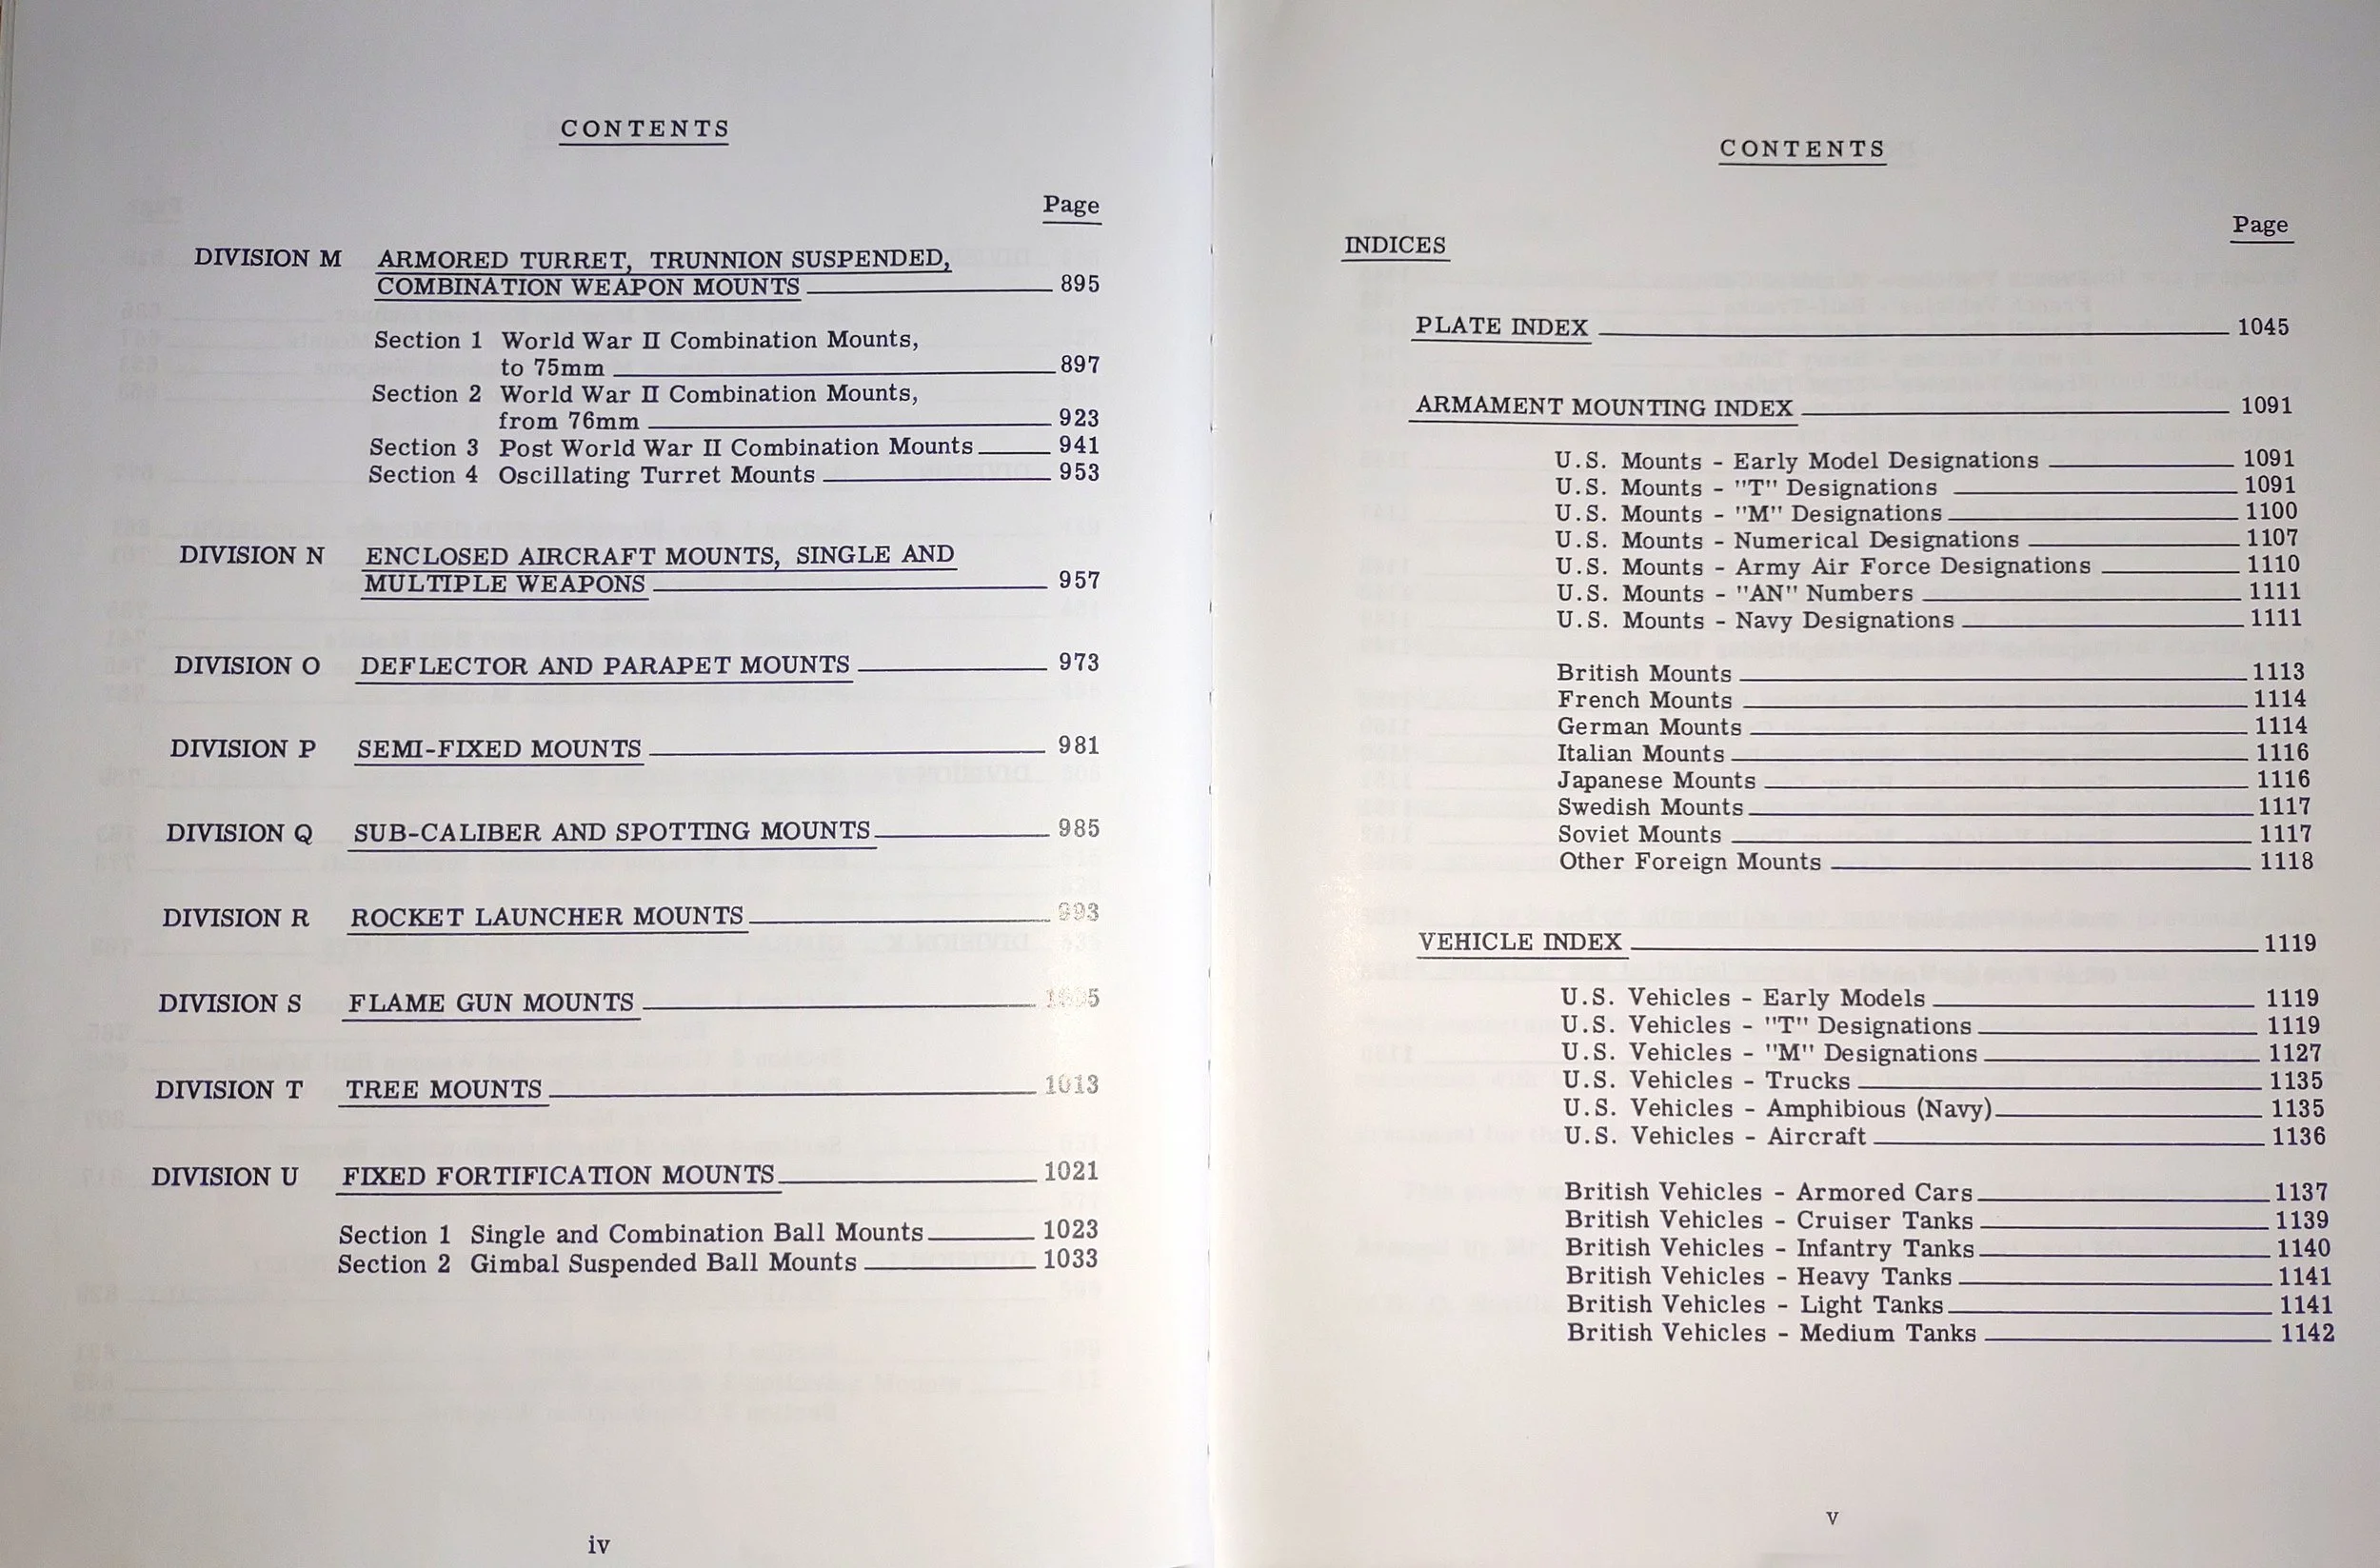 CONTENTS
Page
DIVISION M ARMORED TURRET, TRUNNION SUSPENDED,
COMBINATION WEAPON MOUNTS 895
Section 1 World War II Combination Mounts,
to 75mm 897
Section 2 World War II Combination Mounts,
from 76mm 923
Section 3 Post World War II Combination Mounts 941
Section 4 Oscillating Turret Mounts 953
DIVISION N ENCLOSED AIRCRAFT MOUNTS, SINGLE AND
MULTIPLE WEAPONS 957
DIVISION O DEFLECTOR AND PARAPET MOUNTS 973
DIVISION P SEMI-FIXED MOUNTS 981
DIVISION Q SUB-CALIBER AND SPOTTING MOUNTS 985
DIVISION R ROCKET LAUNCHER MOUNTS 993
DIVISION S FLAME GUN MOUNTS
DIVISION T TREE MOUNTS 1013
DIVISION U FIXED FORTIFICATION MOUNTS 1021
Section 1 Single and Combination Ball Mounts 1023
Section 2 Gimbal Suspended Ball Mounts 1033
iv
CONTENTS
Page
INDICES
PLATE INDEX 1045
ARMAMENT MOUNTING INDEX 1091
U.S. Mounts - Early Model Designations 1091
U.S. Mounts - "T" Designations 1091
U.S. Mounts - "M" Designations 1100
U.S. Mounts - Numerical Designations 1107
U.S. Mounts - Army Air Force Designations 1110
U.S. Mounts - "AN" Numbers 1111
U.S. Mounts - Navy Designations 1111
British Mounts 1113
French Mounts 1114
German Mounts 1114
Italian Mounts 1116
Japanese Mounts 1116
Swedish Mounts 1117
Soviet Mounts 1117
Other Foreign Mounts 1118
VEHICLE INDEX 1119
U.S. Vehicles - Early Models 1119
U.S. Vehicles - "T" Designations 1119
U.S. Vehicles - "M" Designations 1127
U.S. Vehicles - Trucks 1135
U.S. Vehicles - Amphibious (Navy) 1135
U.S. Vehicles - Aircraft 1136
British Vehicles - Armored Cars 1137
British Vehicles - Cruiser Tanks 1139
British Vehicles - Infantry Tanks 1140
British Vehicles - Heavy Tanks 1141
British Vehicles - Light Tanks 1141
British Vehicles - Medium Tanks 1142
v